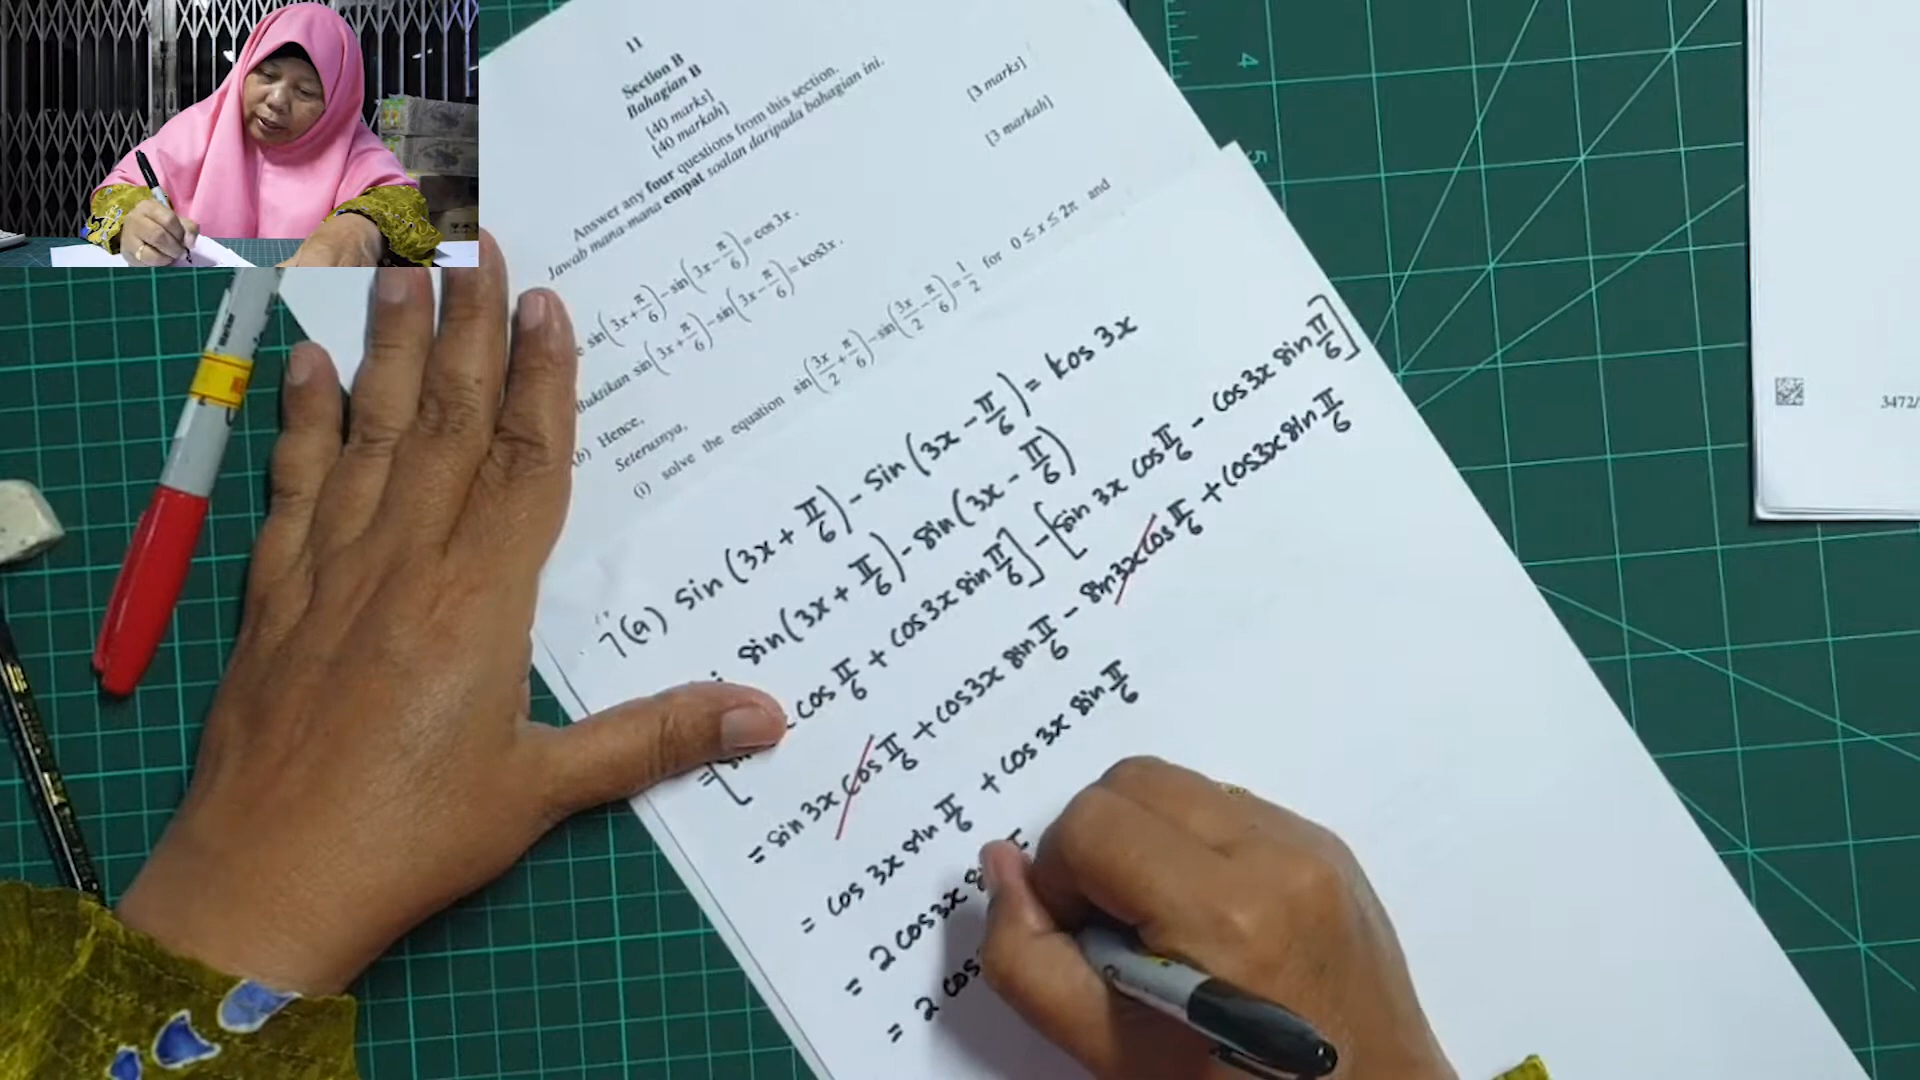 11
Section B
Bahagian B
[40 marks]
[40 markah]
Answer any four questions from this section.
Jawab mana-mana empat soalan daripada bahagian ini.
sin(3x + π/6) − sin(3x − π/6) = cos 3x.
[3 marks]
Buktikan sin(3x + π/6) − sin(3x − π/6) = kos3x.
[3 markah]
(b) Hence,
Seterusnya,
(i) solve the equation sin(3x/2 + π/6) − sin(3x/2 − π/6) = 1/2 for 0 ≤ x ≤ 2π and
7(a) sin(3x + π/6) − sin(3x − π/6) = kos 3x
: sin(3x + π/6) − sin(3x − π/6)
= [ cos π/6 + cos 3x sin π/6] − [sin 3x cos π/6 − cos 3x sin π/6]
= sin 3x cos π/6 + cos 3x sin π/6 − sin 3x cos π/6 + cos 3x sin π/6
= cos 3x sin π/6 + cos 3x sin π/6
= 2 cos 3x
= 2 cos
3472/
4
5